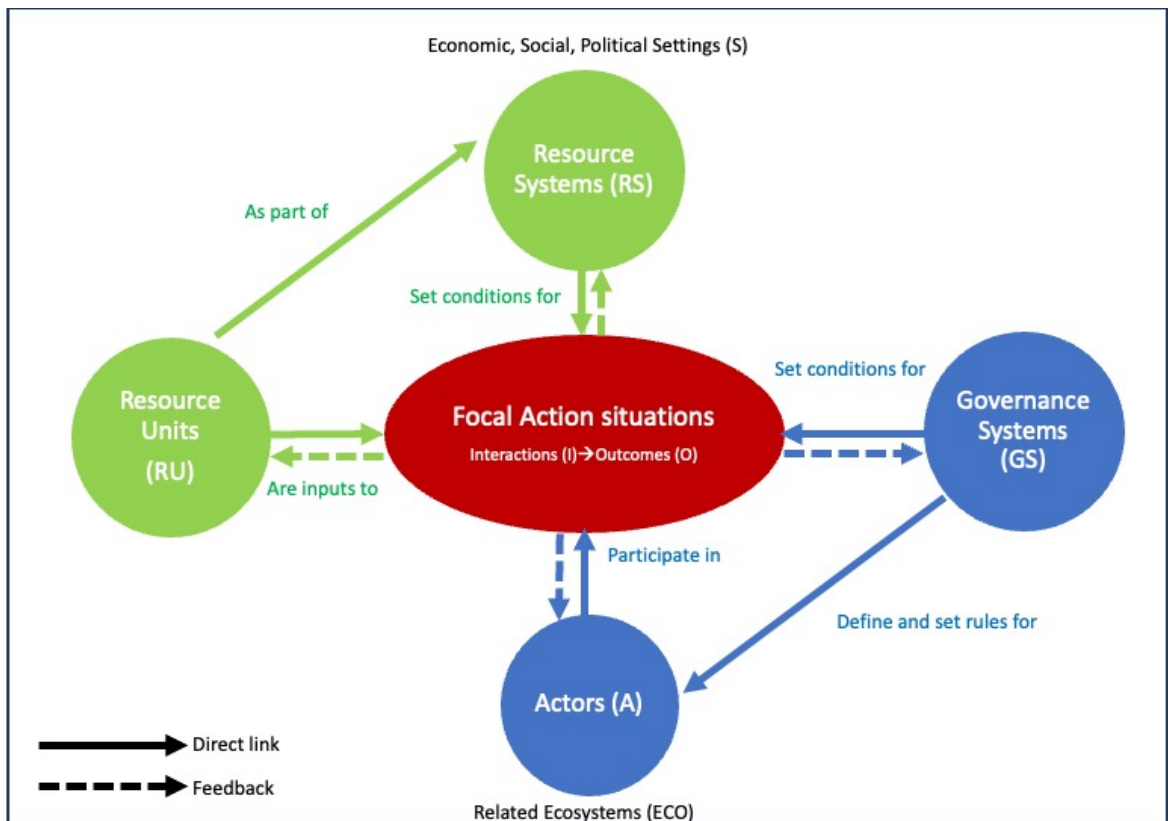 Economic, Social, Political Settings (S)
Resource
Systems (RS)
As part of
Set conditions for
Resource
Units
(RU)
Are inputs to
Focal Action situations
Interactions (I)→Outcomes (O)
Set conditions for
Governance
Systems
(GS)
Participate in
Define and set rules for
Actors (A)
Direct link
Feedback
Related Ecosystems (ECO)